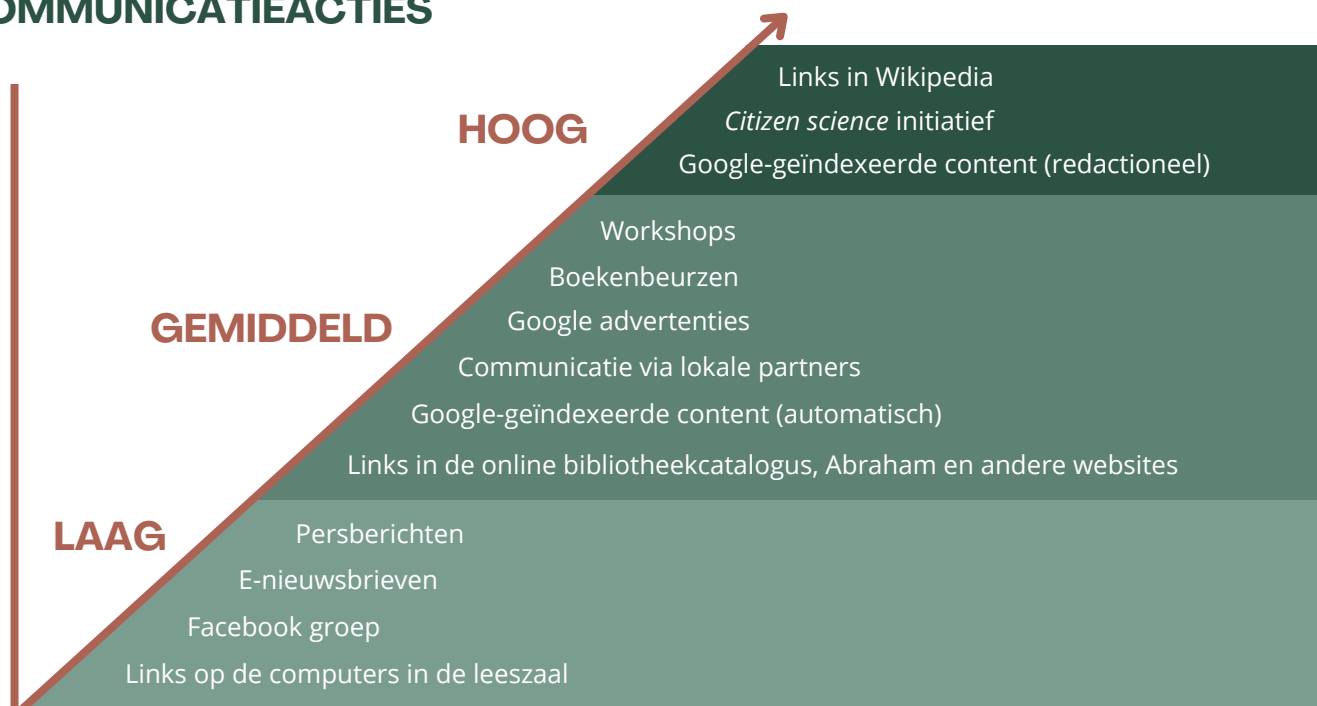 OMMUNICATIEACTIES
HOOG
Links in Wikipedia
Citizen science initiatief
Google-geïndexeerde content (redactioneel)
GEMIDDELD
Workshops
Boekenbeurzen
Google advertenties
Communicatie via lokale partners
Google-geïndexeerde content (automatisch)
Links in de online bibliotheekcatalogus, Abraham en andere websites
LAAG
Persberichten
E-nieuwsbrieven
Facebook groep
Links op de computers in de leeszaal